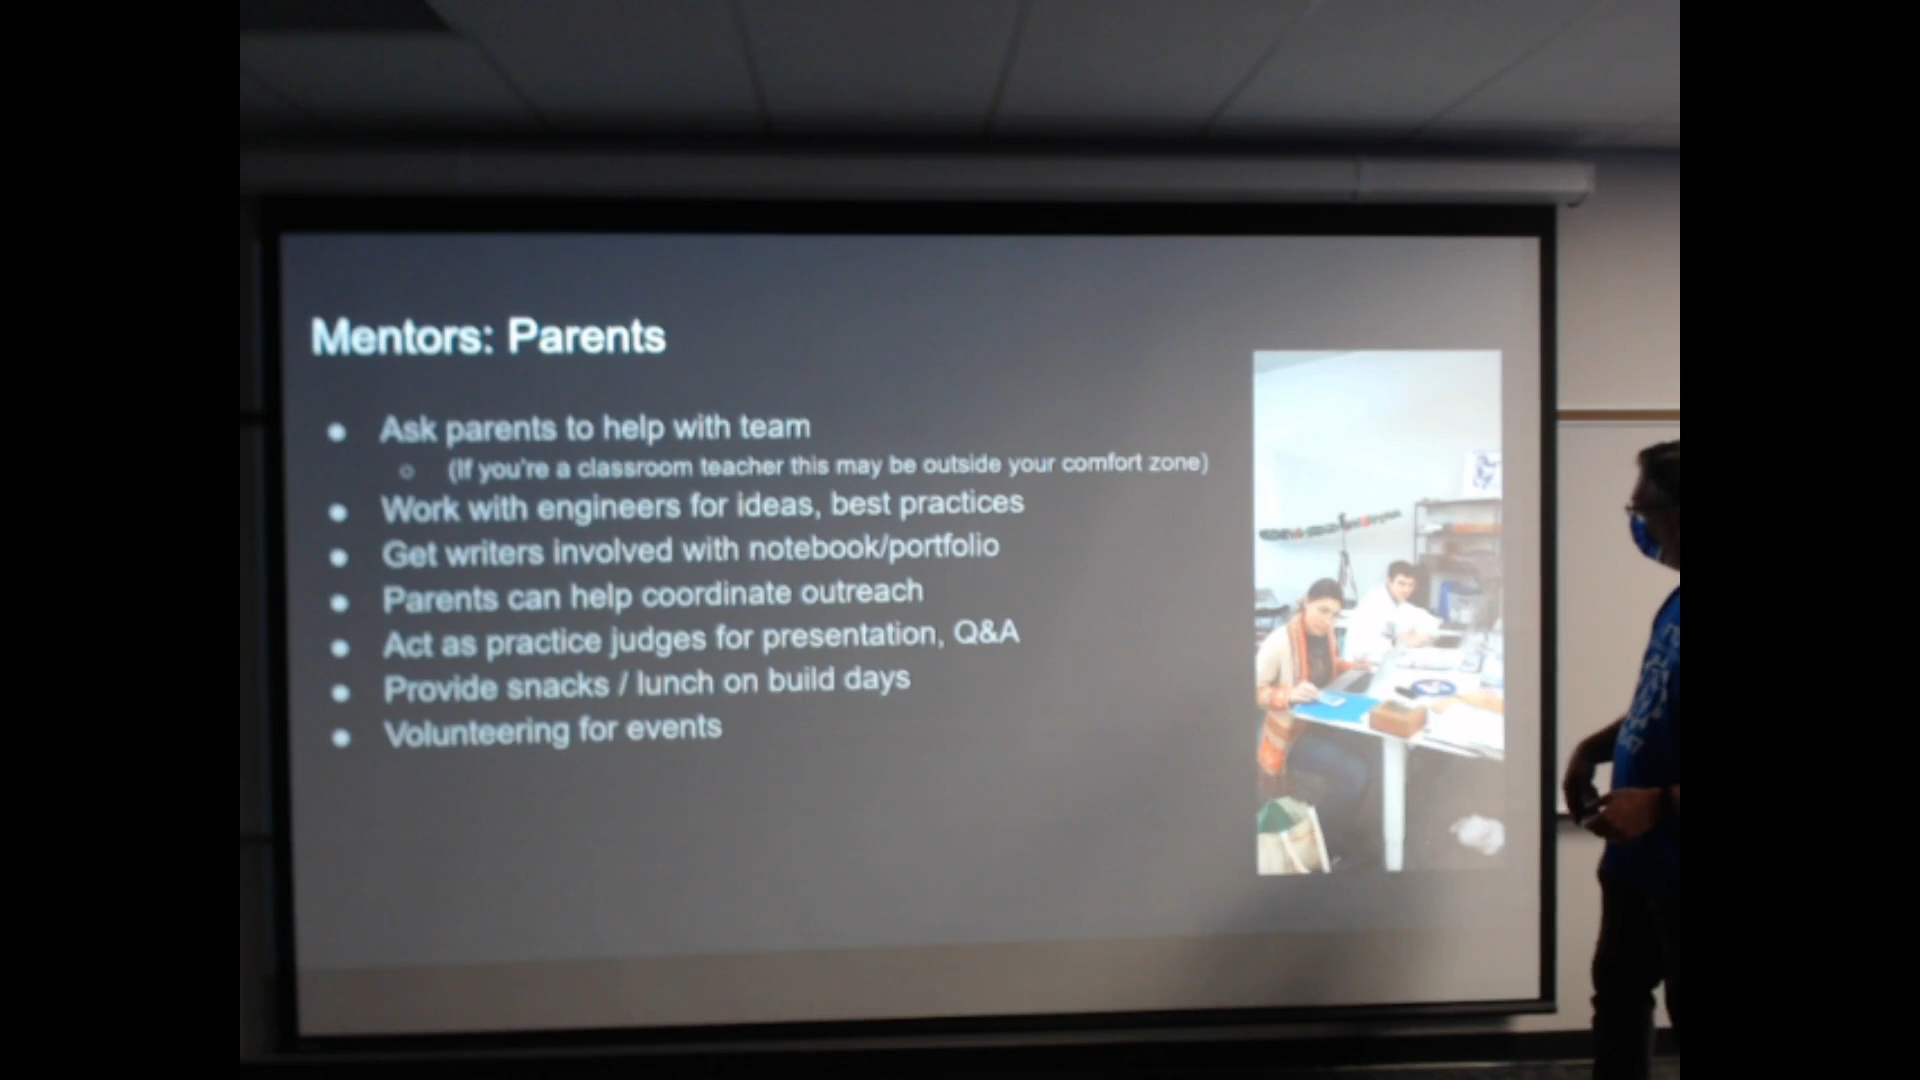 Mentors: Parents
● Ask parents to help with team
○ (If you're a classroom teacher this may be outside your comfort zone)
● Work with engineers for ideas, best practices
● Get writers involved with notebook/portfolio
● Parents can help coordinate outreach
● Act as practice judges for presentation, Q&A
● Provide snacks / lunch on build days
● Volunteering for events